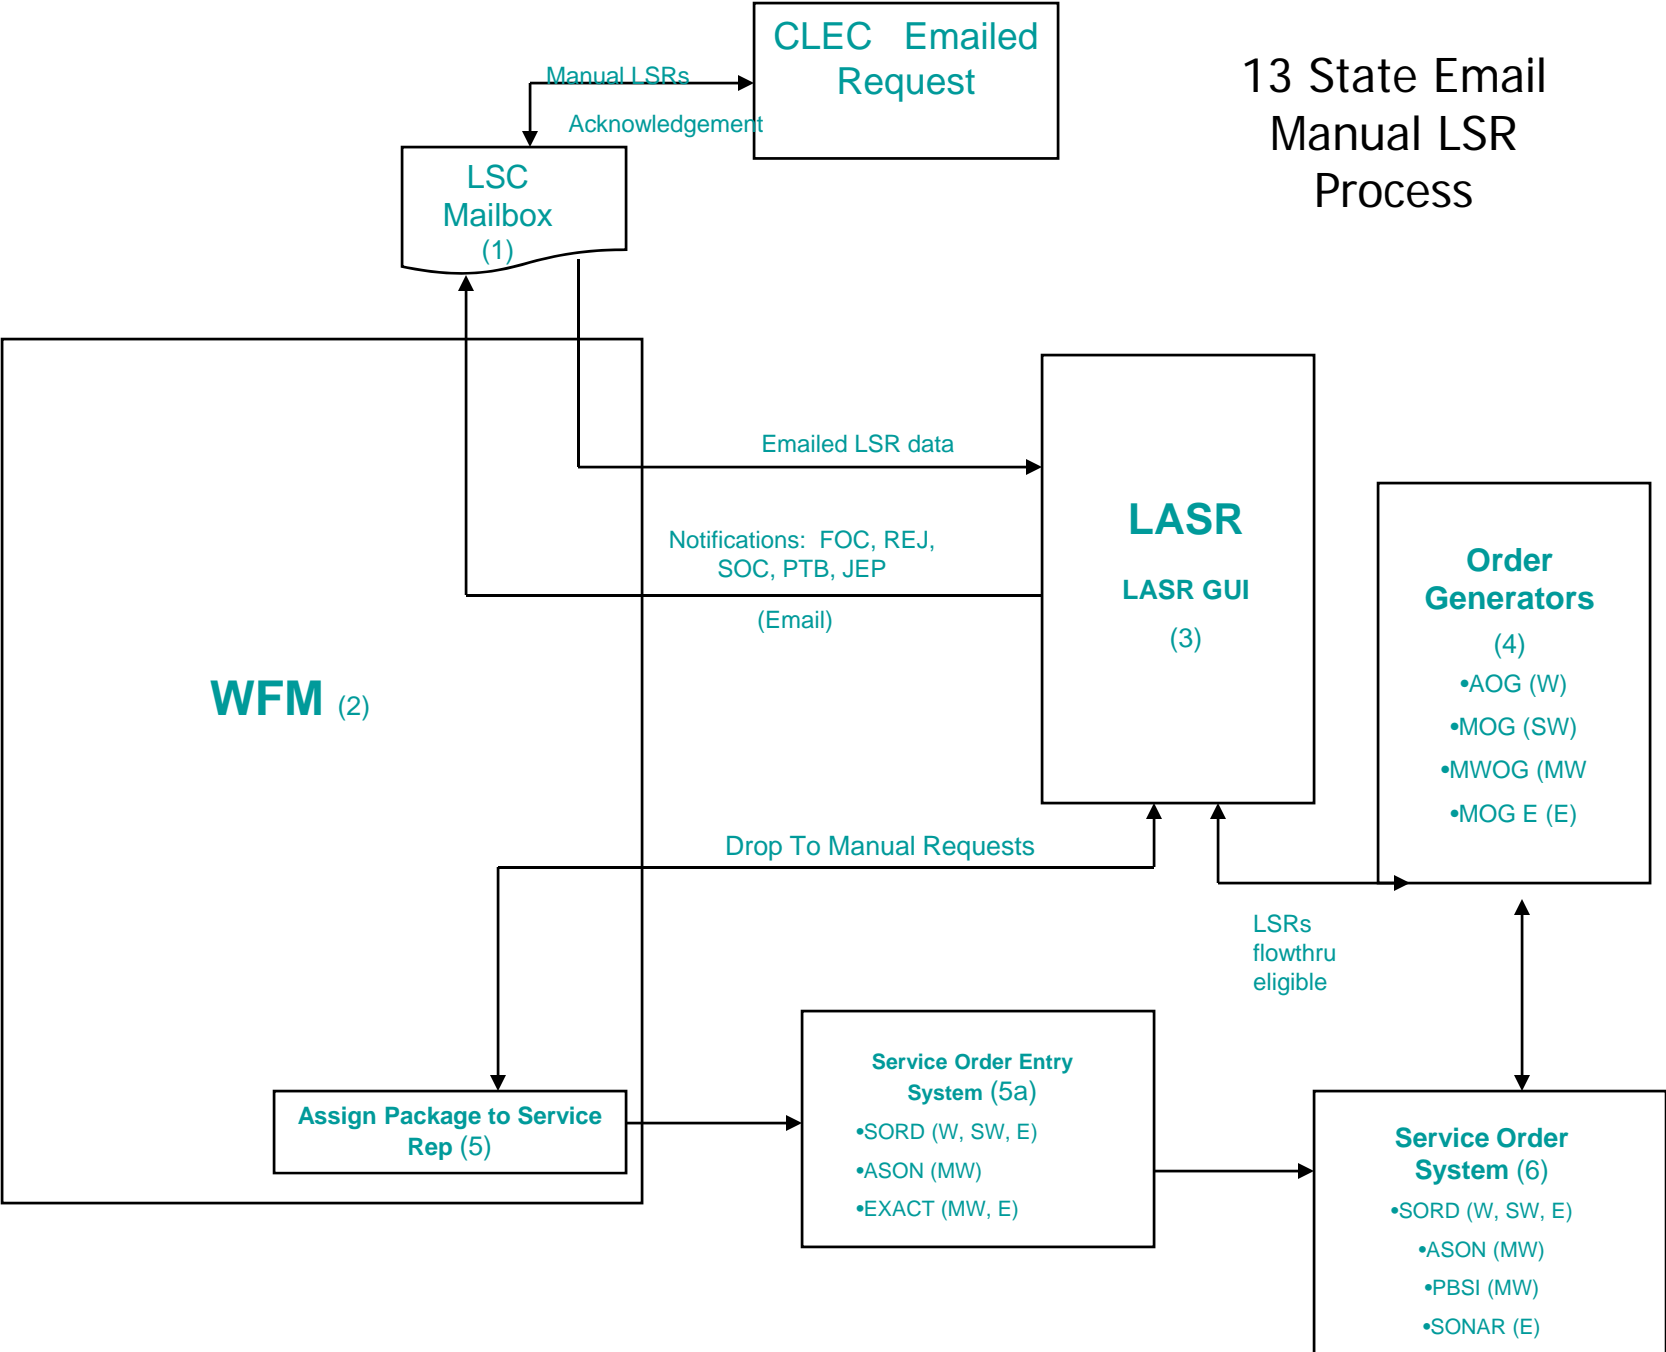 CLEC Emailed
Request
13 State Email
Manual LSR
Process
Manual LSRs
Acknowledgement
LSC
Mailbox
(1)
Emailed LSR data
Notifications: FOC, REJ,
SOC, PTB, JEP
(Email)
LASR
LASR GUI
(3)
Order
Generators
(4)
•AOG (W)
•MOG (SW)
•MWOG (MW
•MOG E (E)
WFM (2)
Drop To Manual Requests
LSRs
flowthru
eligible
Assign Package to Service
Rep (5)
Service Order Entry
System (5a)
•SORD (W, SW, E)
•ASON (MW)
•EXACT (MW, E)
Service Order
System (6)
•SORD (W, SW, E)
•ASON (MW)
•PBSI (MW)
•SONAR (E)